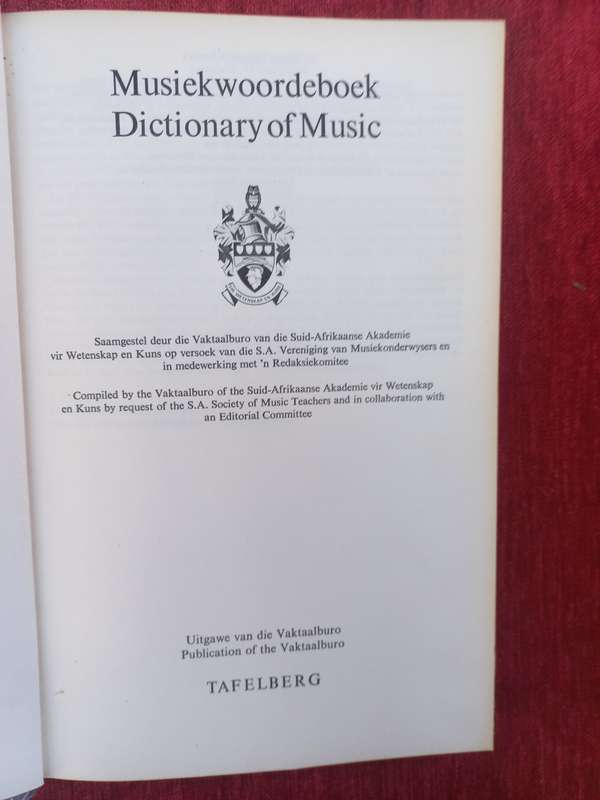 Musiekwoordeboek
Dictionary of Music
Saamgestel deur die Vaktaalburo van die Suid-Afrikaanse Akademie
vir Wetenskap en Kuns op versoek van die S.A. Vereniging van Musiekonderwysers en
in medewerking met 'n Redaksiekomitee
Compiled by the Vaktaalburo of the Suid-Afrikaanse Akademie vir Wetenskap
en Kuns by request of the S.A. Society of Music Teachers and in collaboration with
an Editorial Committee
Uitgawe van die Vaktaalburo
Publication of the Vaktaalburo
TAFELBERG